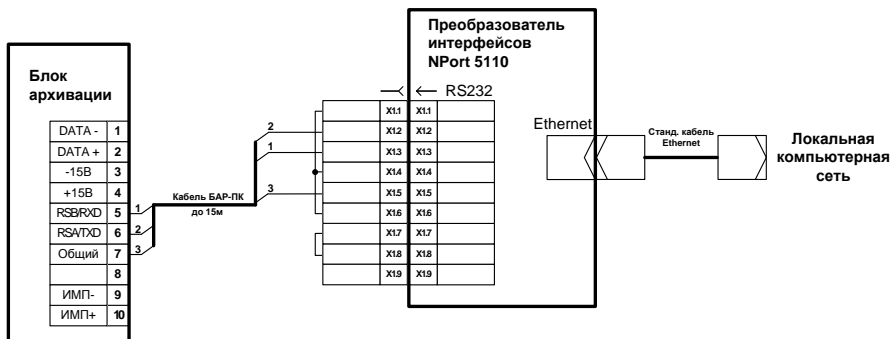 Преобразователь
интерфейсов
NPort 5110
Блок
архивации
RS232
DATA - 1
DATA + 2
-15В 3
+15В 4
RSB/RXD 5
RSA/TXD 6
Общий 7
8
ИМП- 9
ИМП+ 10
1
2
3
Кабель БАР-ПК
до 15м
2
1
3
X1.1 X1.1
X1.2 X1.2
X1.3 X1.3
X1.4 X1.4
X1.5 X1.5
X1.6 X1.6
X1.7 X1.7
X1.8 X1.8
X1.9 X1.9
Ethernet
Станд. кабель
Ethernet
Локальная
компьютерная
сеть